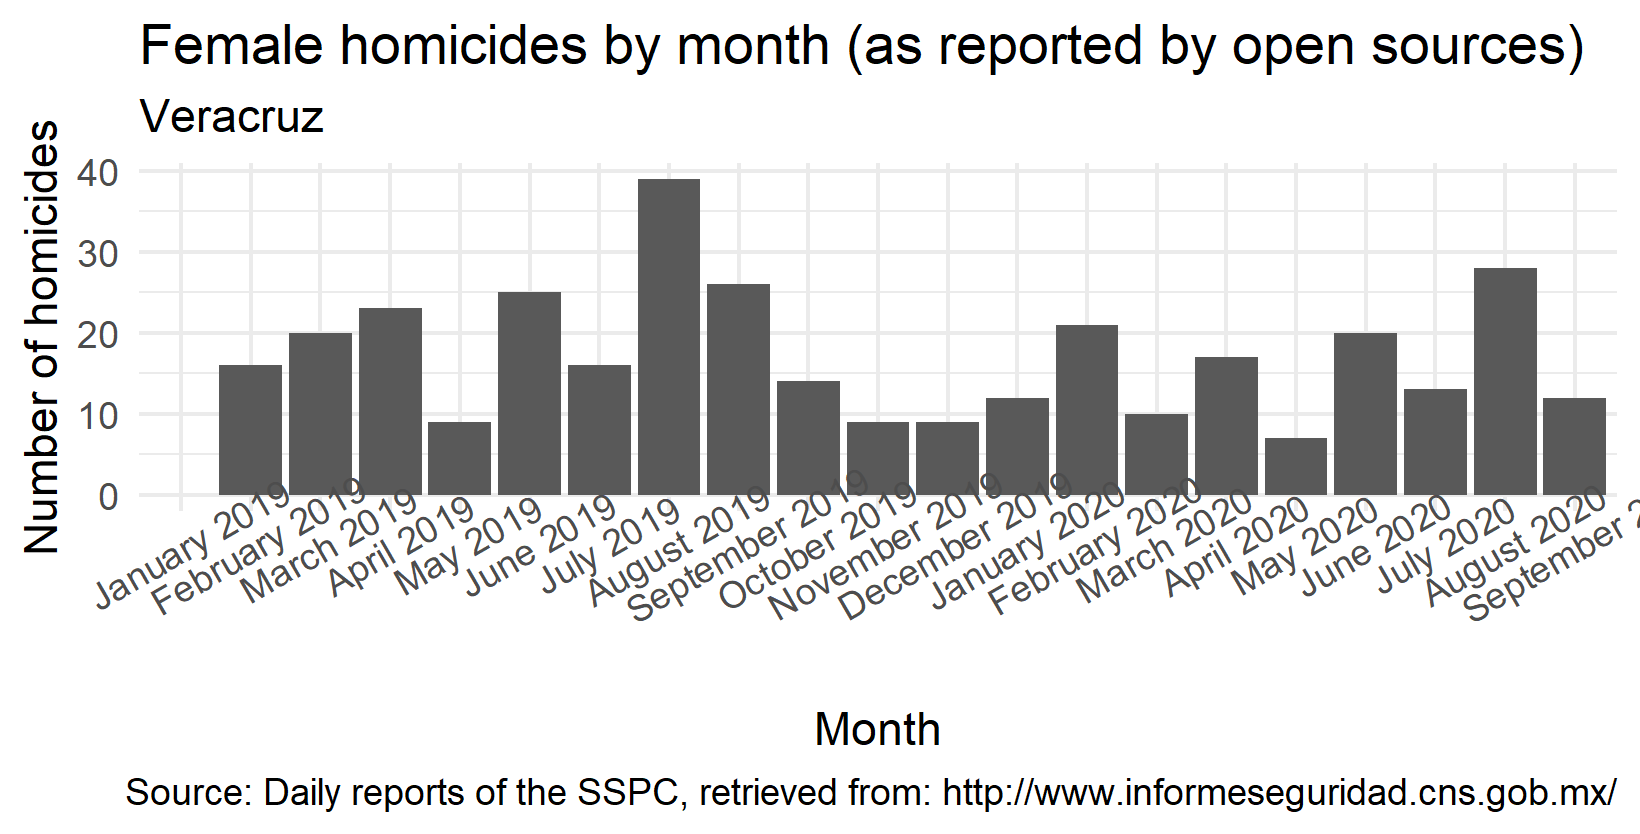 Female homicides by month (as reported by open sources)
Veracruz
Number of homicides
40
30
20
10
0
January 2019
February 2019
March 2019
April 2019
May 2019
June 2019
July 2019
August 2019
September 2019
October 2019
November 2019
December 2019
January 2020
February 2020
March 2020
April 2020
May 2020
June 2020
July 2020
August 2020
September 2
Month
Source: Daily reports of the SSPC, retrieved from: http://www.informeseguridad.cns.gob.mx/